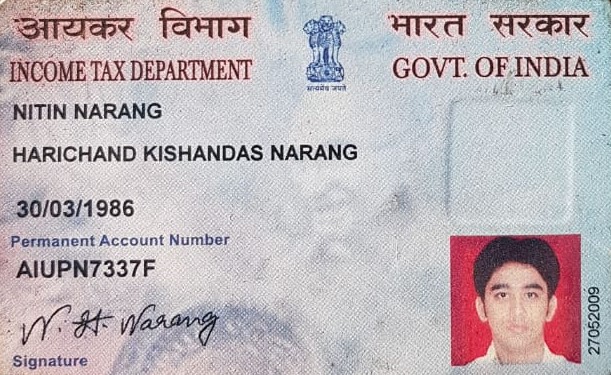 आयकर विभाग
INCOME TAX DEPARTMENT
भारत सरकार
GOVT. OF INDIA
सत्यमेव जयते
NITIN NARANG
HARICHAND KISHANDAS NARANG
30/03/1986
Permanent Account Number
AIUPN7337F
N. H. Narang
Signature
27052009